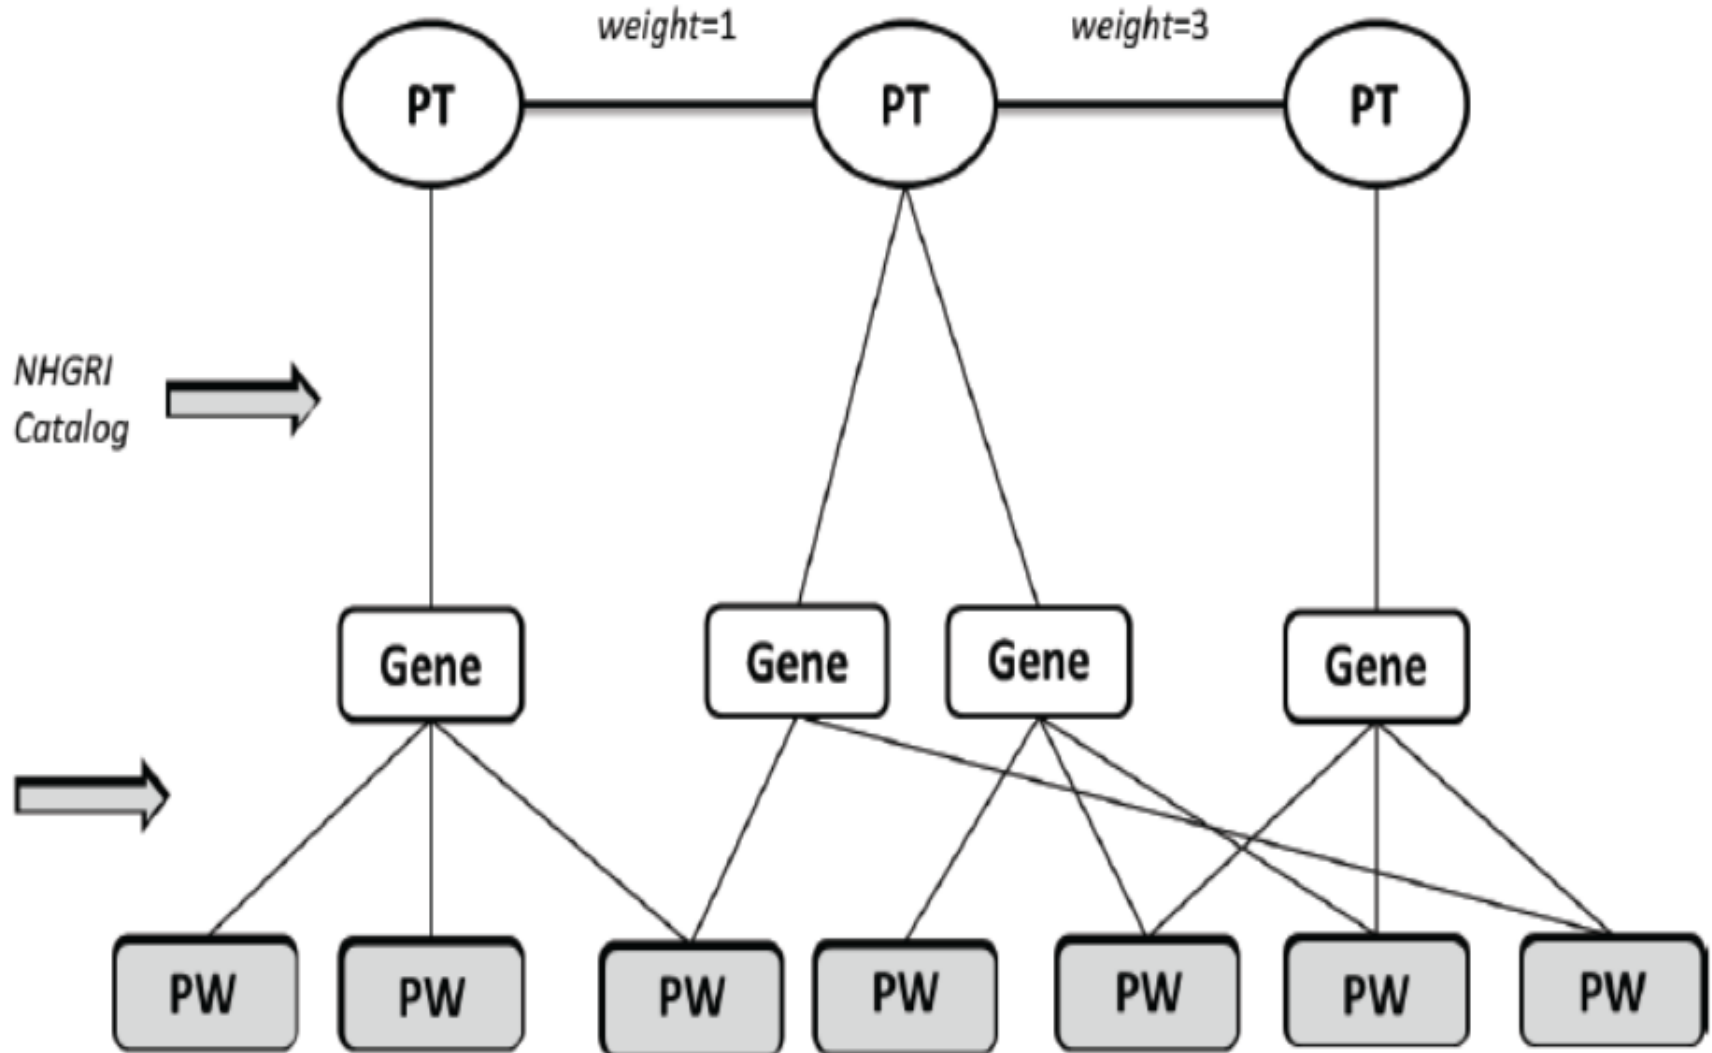 weight=1
weight=3
PT
PT
PT
NHGRI
Catalog
Gene
Gene
Gene
Gene
PW
PW
PW
PW
PW
PW
PW